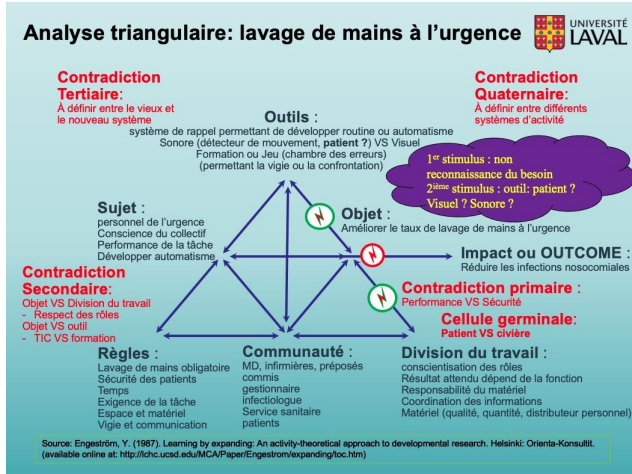 Analyse triangulaire: lavage de mains à l'urgence
UNIVERSITÉ
LAVAL
Contradiction
Tertiaire:
À définir entre le vieux et
le nouveau système
Contradiction
Quaternaire:
À définir entre différents
systèmes d'activité
Outils :
système de rappel permettant de développer routine ou automatisme
Sonore (détecteur de mouvement, patient ?) VS Visuel
Formation ou Jeu (chambre des erreurs)
(permettant la vigie ou la confrontation)
1er stimulus : non
reconnaissance du besoin
2ième stimulus : outil: patient ?
Visuel ? Sonore ?
Sujet :
personnel de l'urgence
Conscience du collectif
Performance de la tâche
Développer automatisme
Objet :
Améliorer le taux de lavage de mains à l'urgence
Impact ou OUTCOME :
Réduire les infections nosocomiales
Contradiction
Secondaire:
Objet VS Division du travail
- Respect des rôles
Objet VS outil
- TIC VS formation
Contradiction primaire :
Performance VS Sécurité
Cellule germinale:
Patient VS civière
Règles :
Lavage de mains obligatoire
Sécurité des patients
Temps
Exigence de la tâche
Espace et matériel
Vigie et communication
Communauté :
MD, infirmières, préposés
commis
gestionnaire
infectiologue
Service sanitaire
patients
Division du travail :
conscientisation des rôles
Résultat attendu dépend de la fonction
Responsabilité du matériel
Coordination des informations
Matériel (qualité, quantité, distributeur personnel)
Source: Engeström, Y. (1987). Learning by expanding: An activity-theoretical approach to developmental research. Helsinki: Orienta-Konsultit.
(available online at: http://lchc.ucsd.edu/MCA/Paper/Engestrom/expanding/toc.htm)